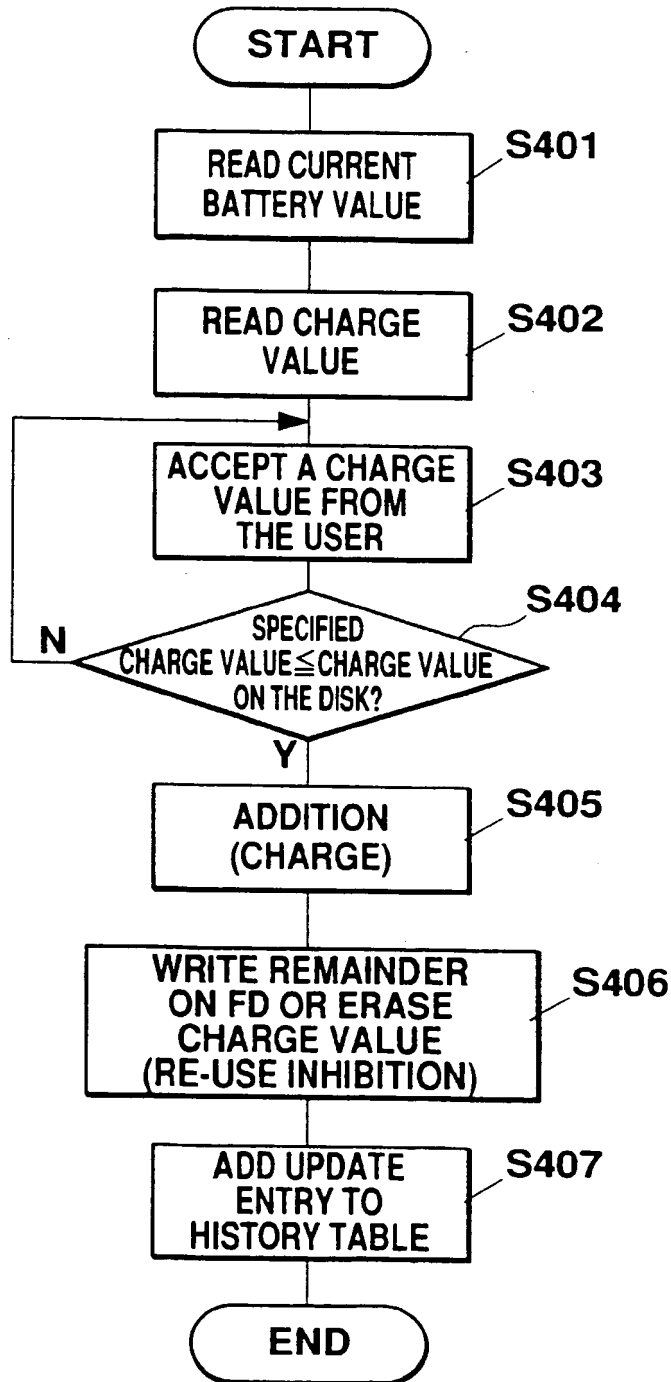 START
S401
READ CURRENT
BATTERY VALUE
S402
READ CHARGE
VALUE
S403
ACCEPT A CHARGE
VALUE FROM
THE USER
S404
N
SPECIFIED
CHARGE VALUE≦CHARGE VALUE
ON THE DISK?
Y
S405
ADDITION
(CHARGE)
S406
WRITE REMAINDER
ON FD OR ERASE
CHARGE VALUE
(RE-USE INHIBITION)
S407
ADD UPDATE
ENTRY TO
HISTORY TABLE
END